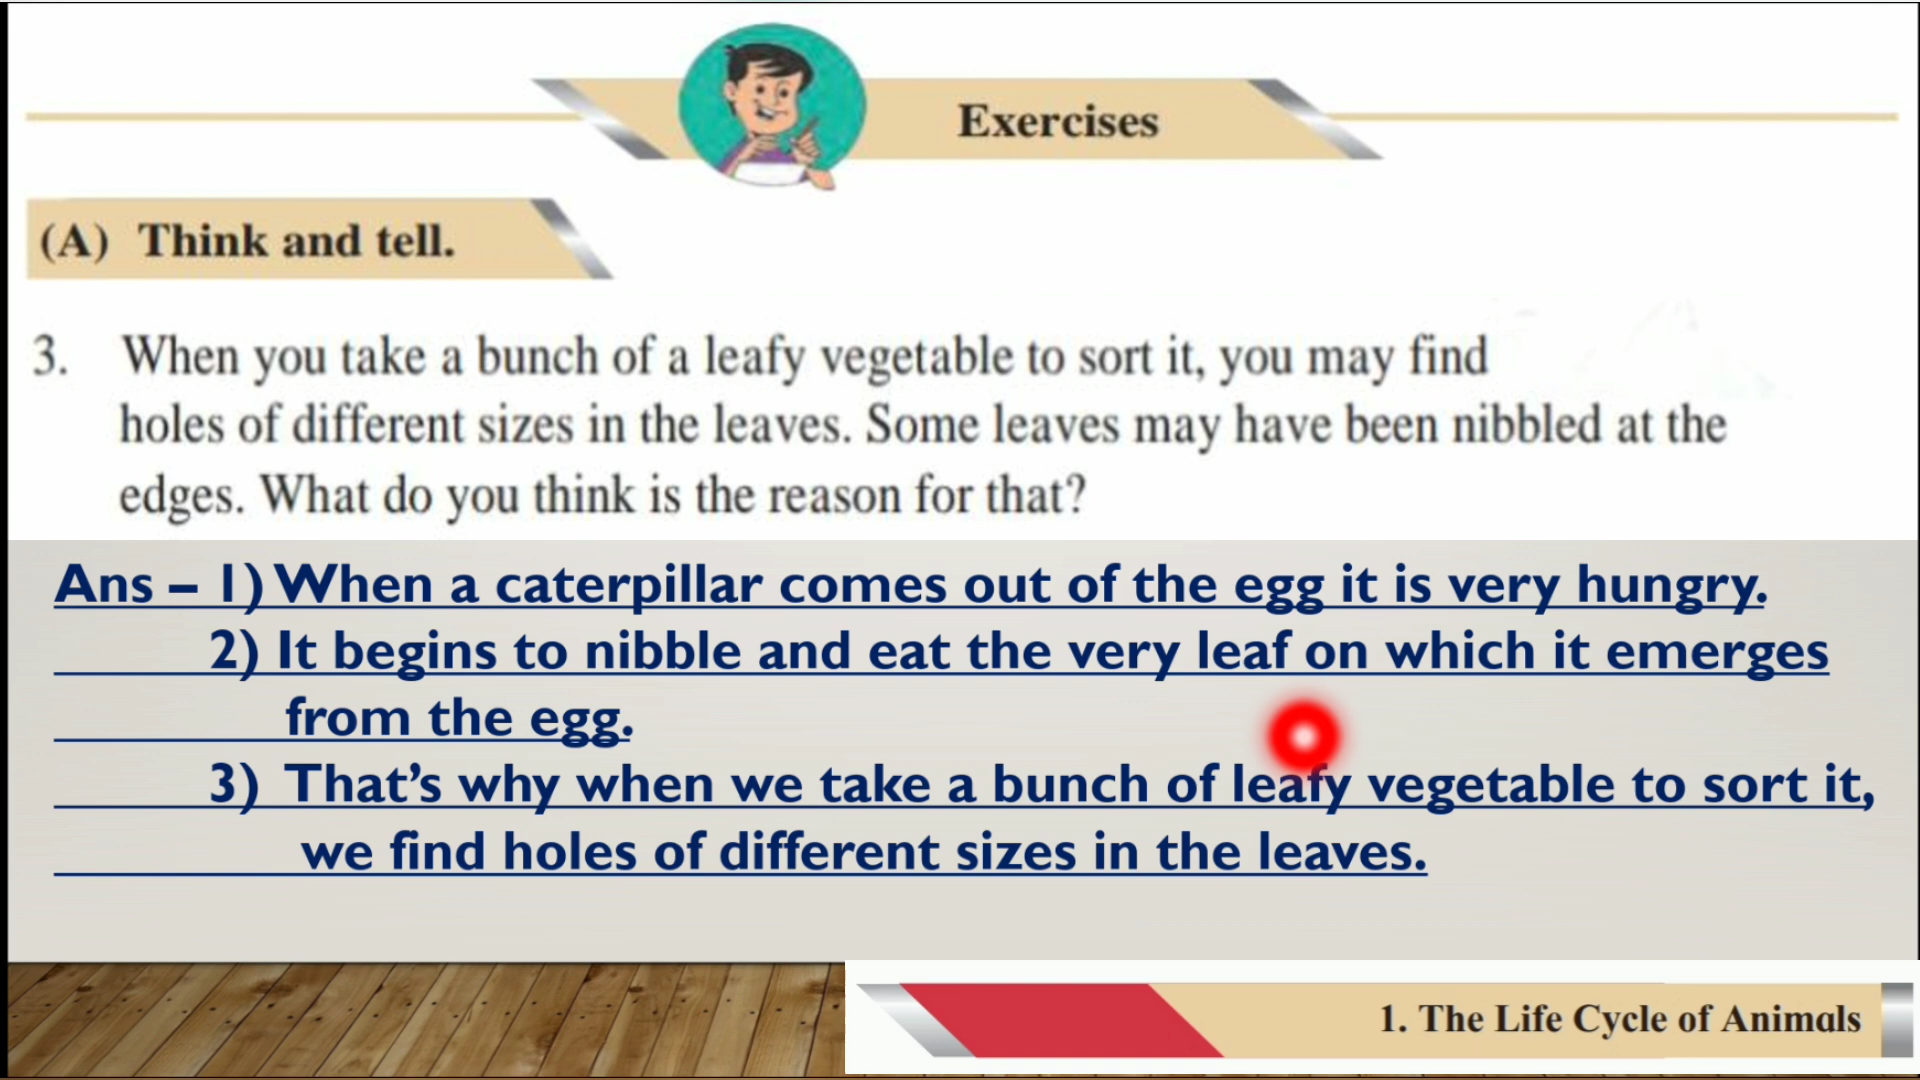 Exercises
(A) Think and tell.
3. When you take a bunch of a leafy vegetable to sort it, you may find
holes of different sizes in the leaves. Some leaves may have been nibbled at the
edges. What do you think is the reason for that?
Ans – 1) When a caterpillar comes out of the egg it is very hungry.
2) It begins to nibble and eat the very leaf on which it emerges
from the egg.
3) That’s why when we take a bunch of leafy vegetable to sort it,
we find holes of different sizes in the leaves.
1. The Life Cycle of Animals